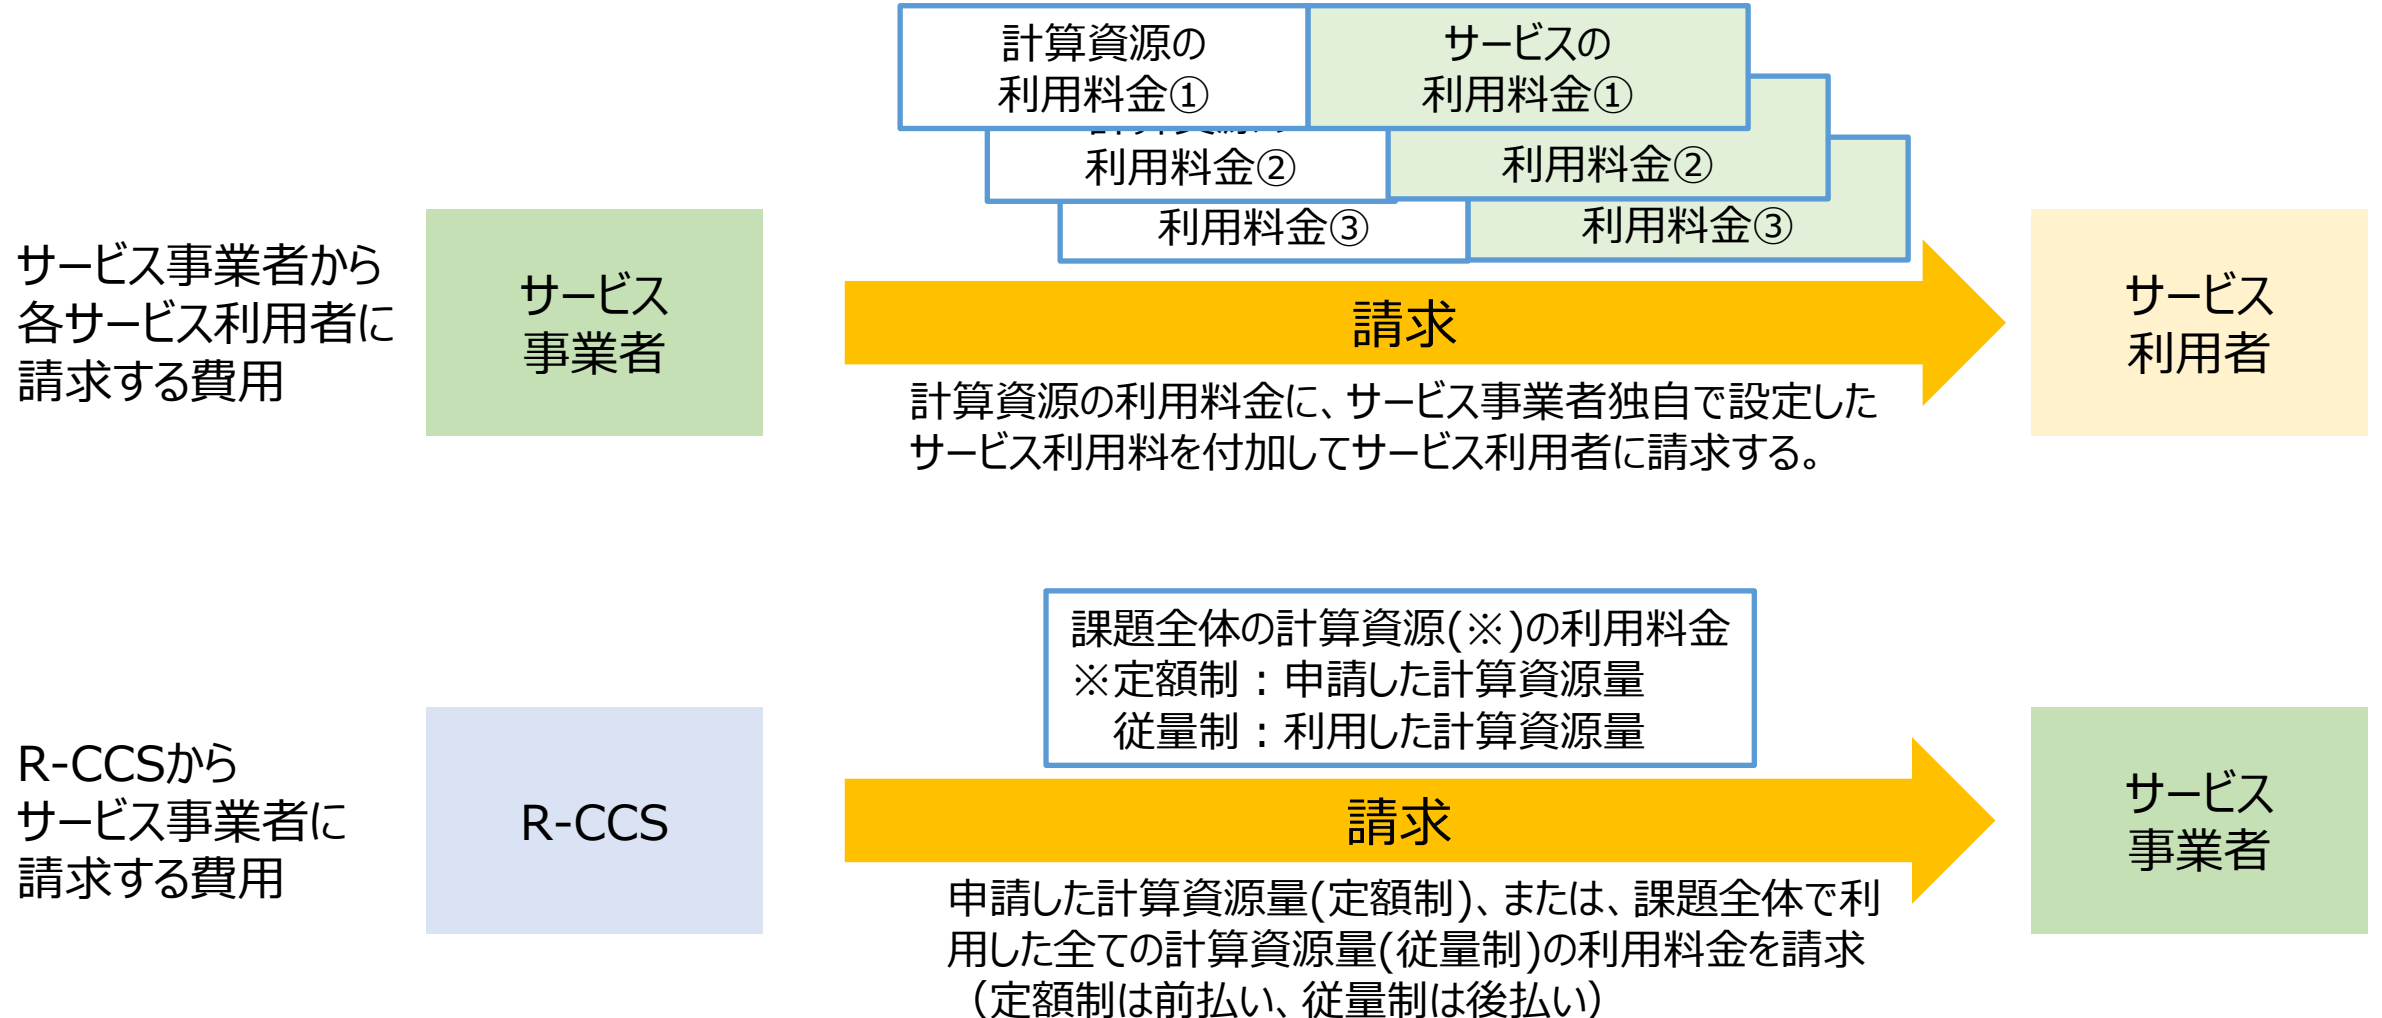 計算資源の
利用料金①
サービスの
利用料金①
利用料金②
利用料金②
利用料金③
利用料金③
サービス事業者から
各サービス利用者に
請求する費用
サービス
事業者
請求
サービス
利用者
計算資源の利用料金に、サービス事業者独自で設定した
サービス利用料を付加してサービス利用者に請求する。
課題全体の計算資源(※)の利用料金
※定額制：申請した計算資源量
従量制：利用した計算資源量
R-CCSから
サービス事業者に
請求する費用
R-CCS
請求
サービス
事業者
申請した計算資源量(定額制)、または、課題全体で利
用した全ての計算資源量(従量制)の利用料金を請求
（定額制は前払い、従量制は後払い）